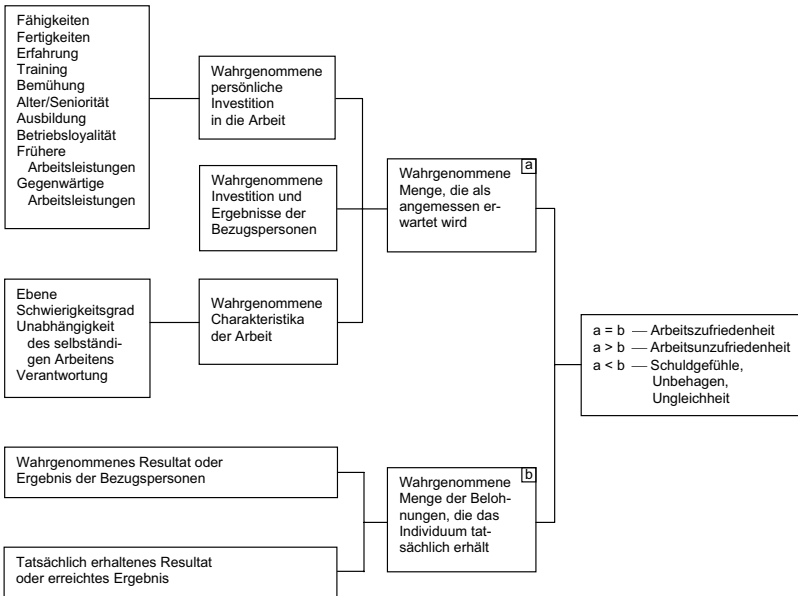 Fähigkeiten
Fertigkeiten
Erfahrung
Training
Bemühung
Alter/Seniorität
Ausbildung
Betriebsloyalität
Frühere
Arbeitsleistungen
Gegenwärtige
Arbeitsleistungen
Wahrgenommene
persönliche
Investition
in die Arbeit
Wahrgenommene
Investition und
Ergebnisse der
Bezugspersonen
Ebene
Schwierigkeitsgrad
Unabhängigkeit
des selbständi-
gen Arbeitens
Verantwortung
Wahrgenommene
Charakteristika
der Arbeit
a
Wahrgenommene
Menge, die als
angemessen er-
wartet wird
Wahrgenommenes Resultat oder
Ergebnis der Bezugspersonen
Tatsächlich erhaltenes Resultat
oder erreichtes Ergebnis
b
Wahrgenommene
Menge der Beloh-
nungen, die das
Individuum tat-
sächlich erhält
a = b — Arbeitszufriedenheit
a > b — Arbeitsunzufriedenheit
a < b — Schuldgefühle,
Unbehagen,
Ungleichheit